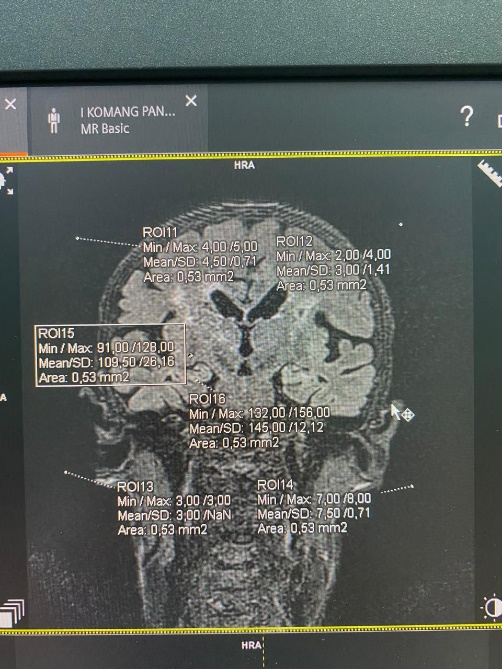 I KOMANG PAN...
MR Basic
?
HRA
ROI11
Min / Max: 4,00 /5,00
Mean/SD: 4,50 /0,71
Area: 0,53 mm2
ROI12
Min / Max: 2,00 /4,00
Mean/SD: 3,00 /1,41
Area: 0,53 mm2
ROI15
Min / Max: 91,00 /128,00
Mean/SD: 109,50 /26,16
Area: 0,53 mm2
A
ROI16
Min / Max: 132,00 /156,00
Mean/SD: 145,00 /12,12
Area: 0,53 mm2
ROI13
Min / Max: 3,00 /3,00
Mean/SD: 3,00 /NaN
Area: 0,53 mm2
ROI14
Min / Max: 7,00 /8,00
Mean/SD: 7,50 /0,71
Area: 0,53 mm2
HRA